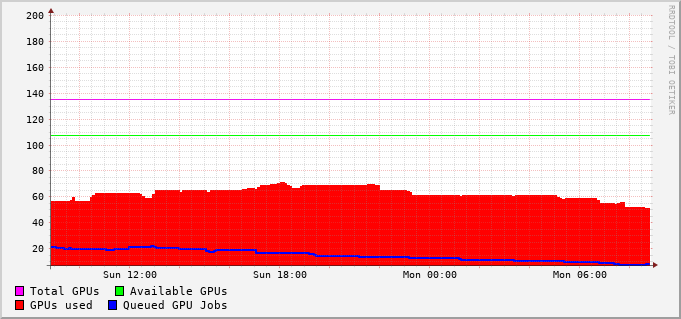 200
180
160
140
120
100
80
60
40
20
Sun 12:00 Sun 18:00 Mon 00:00 Mon 06:00
Total GPUs Available GPUs
GPUs used Queued GPU Jobs
RRDTOOL / TOBI OETIKER